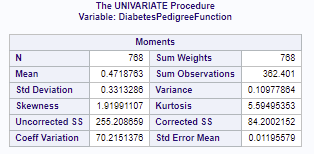 The UNIVARIATE Procedure
Variable: DiabetesPedigreeFunction
Moments
N 768 Sum Weights 768
Mean 0.4718763 Sum Observations 362.401
Std Deviation 0.3313286 Variance 0.10977864
Skewness 1.91991107 Kurtosis 5.59495353
Uncorrected SS 255.208659 Corrected SS 84.2002152
Coeff Variation 70.2151376 Std Error Mean 0.01195579